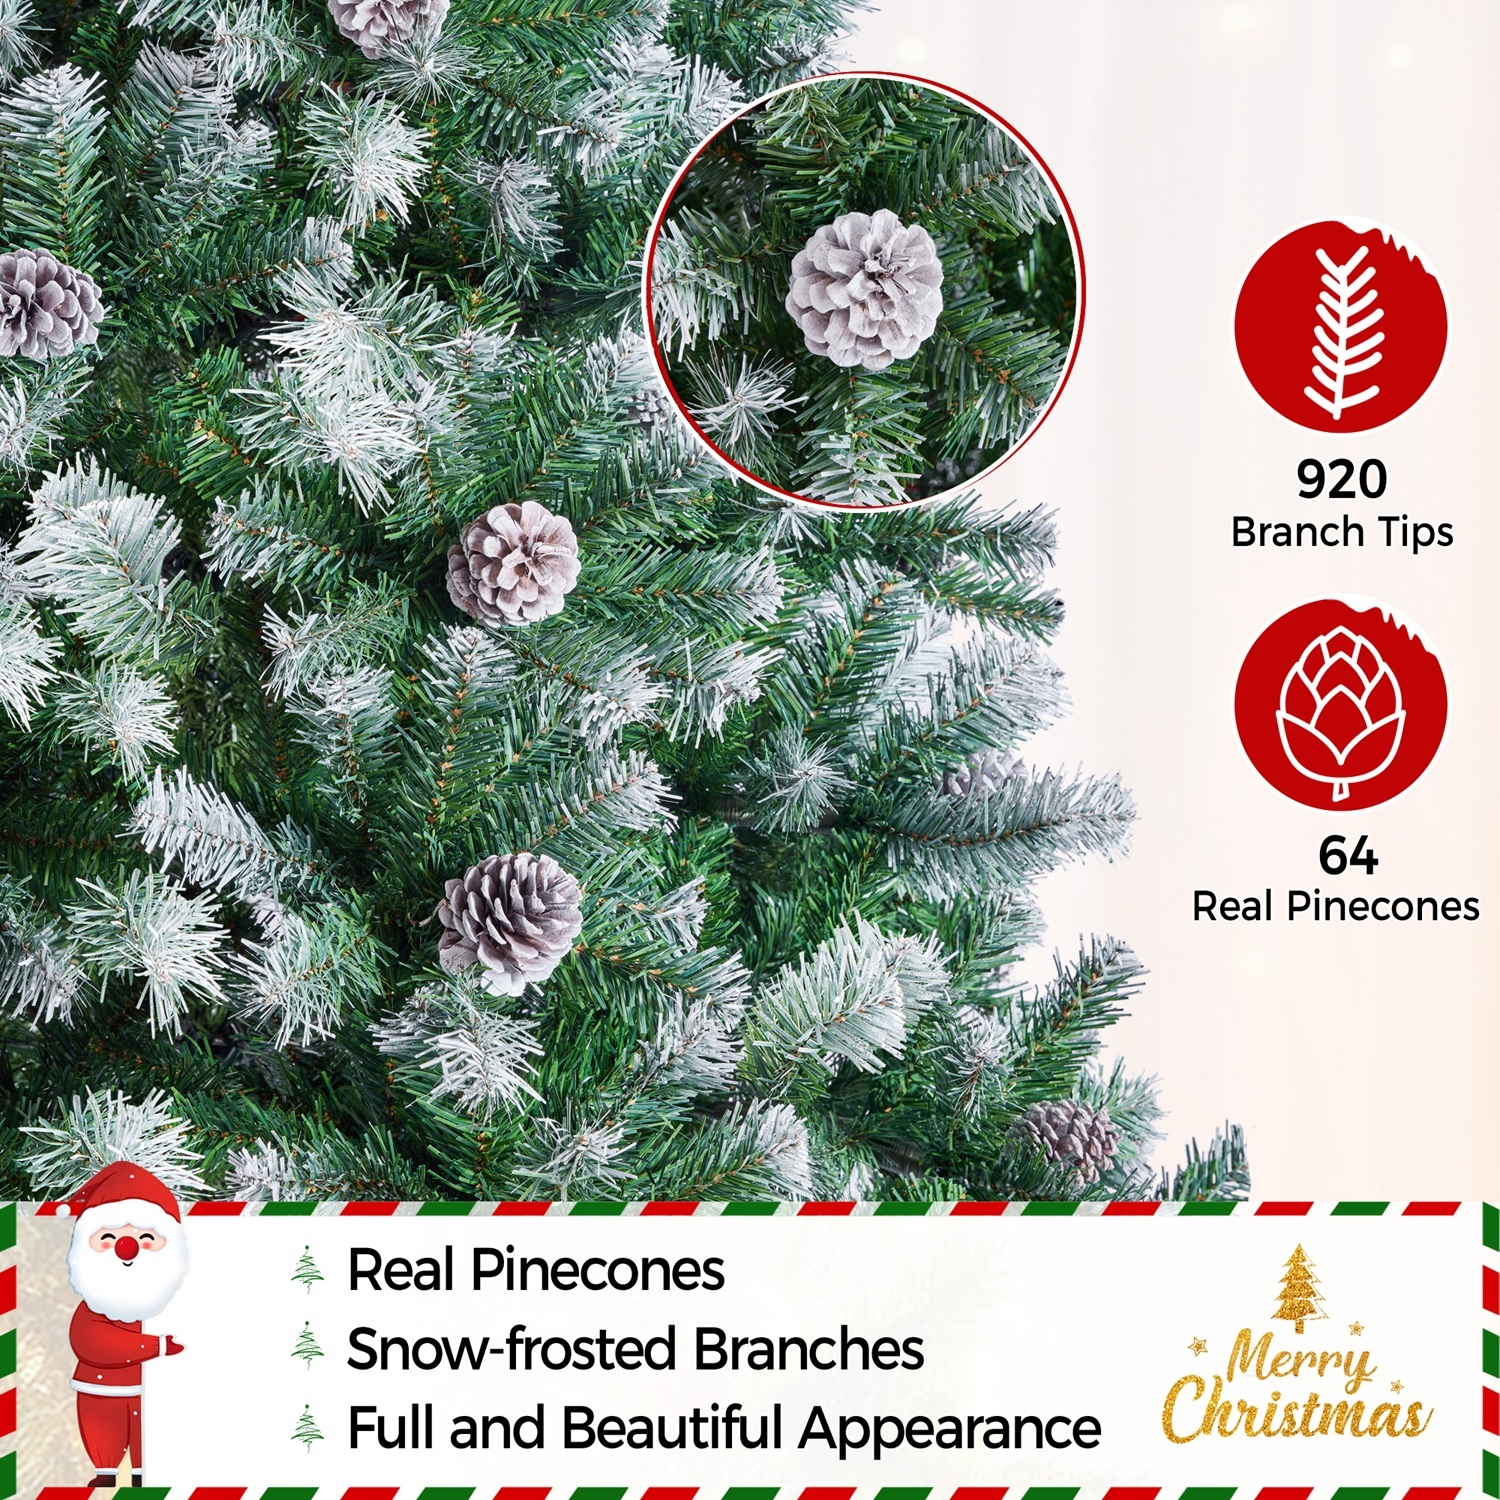 920
Branch Tips
64
Real Pinecones
Real Pinecones
Snow-frosted Branches
Full and Beautiful Appearance
Merry
Christmas